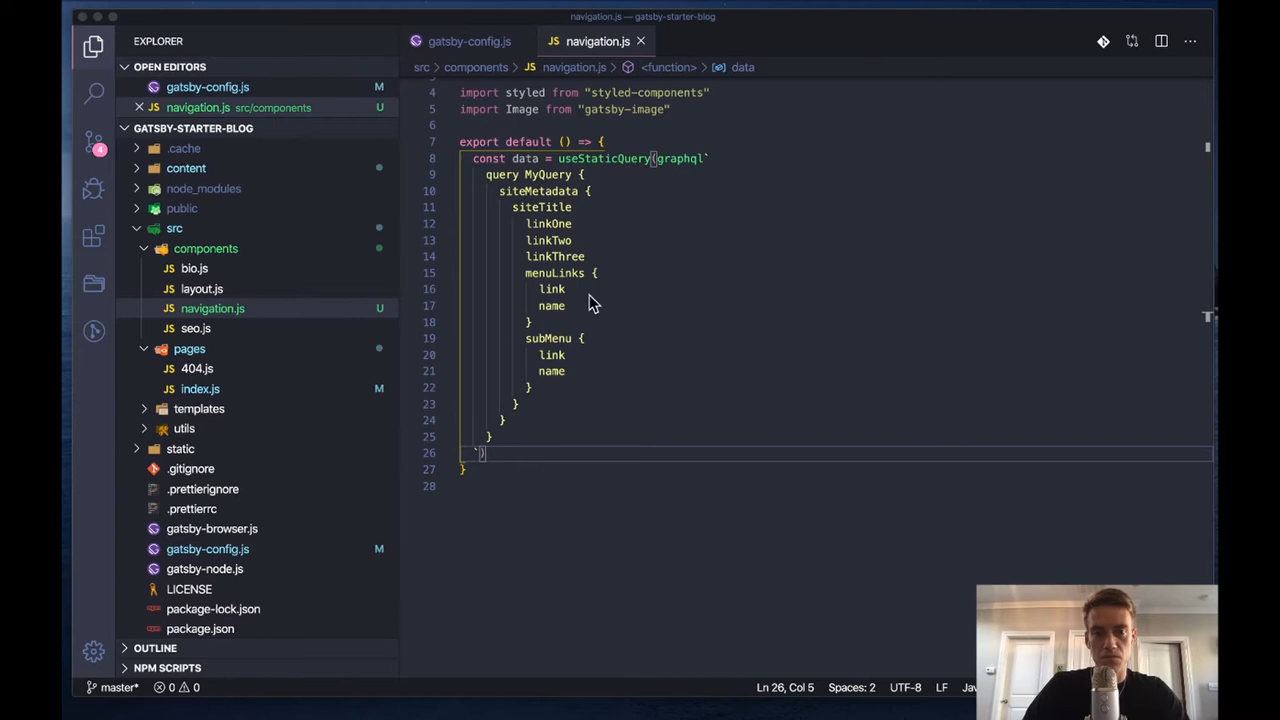 navigation.js — gatsby-starter-blog
EXPLORER
OPEN EDITORS
gatsby-config.js M
navigation.js src/components U
GATSBY-STARTER-BLOG
.cache
content
node_modules
public
src
components
bio.js
layout.js
navigation.js U
seo.js
pages
404.js
index.js M
templates
utils
static
.gitignore
.prettierignore
.prettierrc
gatsby-browser.js
gatsby-config.js M
gatsby-node.js
LICENSE
package-lock.json
package.json
OUTLINE
NPM SCRIPTS
4
gatsby-config.js
JS navigation.js
src components JS navigation.js <function> data
4 import styled from "styled-components"
5 import Image from "gatsby-image"
6
7 export default () => {
8 const data = useStaticQuery(graphql`
9 query MyQuery {
10 siteMetadata {
11 siteTitle
12 linkOne
13 linkTwo
14 linkThree
15 menuLinks {
16 link
17 name
18 }
19 subMenu {
20 link
21 name
22 }
23 }
24 }
25 }
26 `)
27 }
28
master* 0 0
Ln 26, Col 5 Spaces: 2 UTF-8 LF